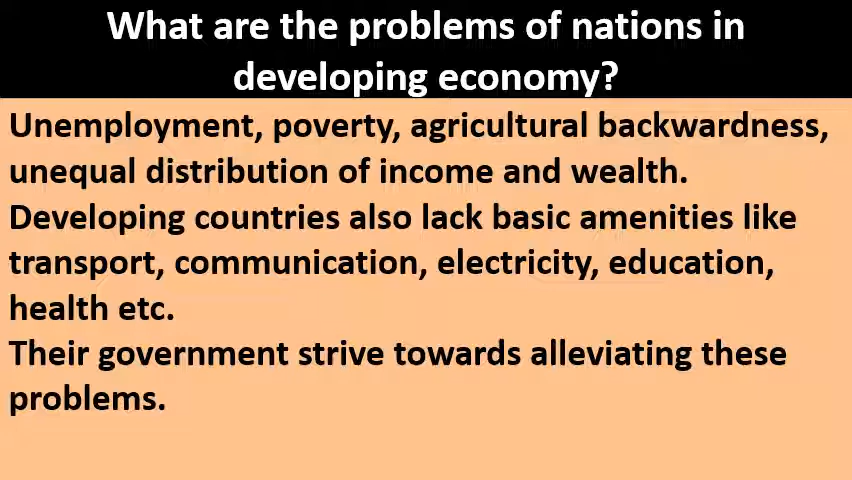 What are the problems of nations in
developing economy?
Unemployment, poverty, agricultural backwardness,
unequal distribution of income and wealth.
Developing countries also lack basic amenities like
transport, communication, electricity, education,
health etc.
Their government strive towards alleviating these
problems.